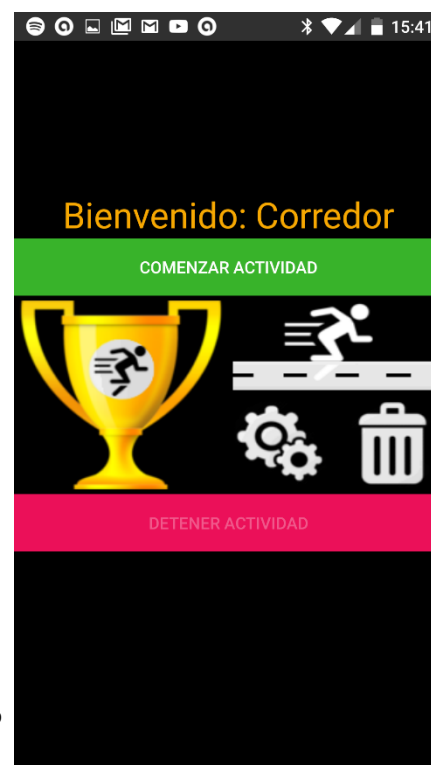 15:41
Bienvenido: Corredor
COMENZAR ACTIVIDAD
DETENER ACTIVIDAD